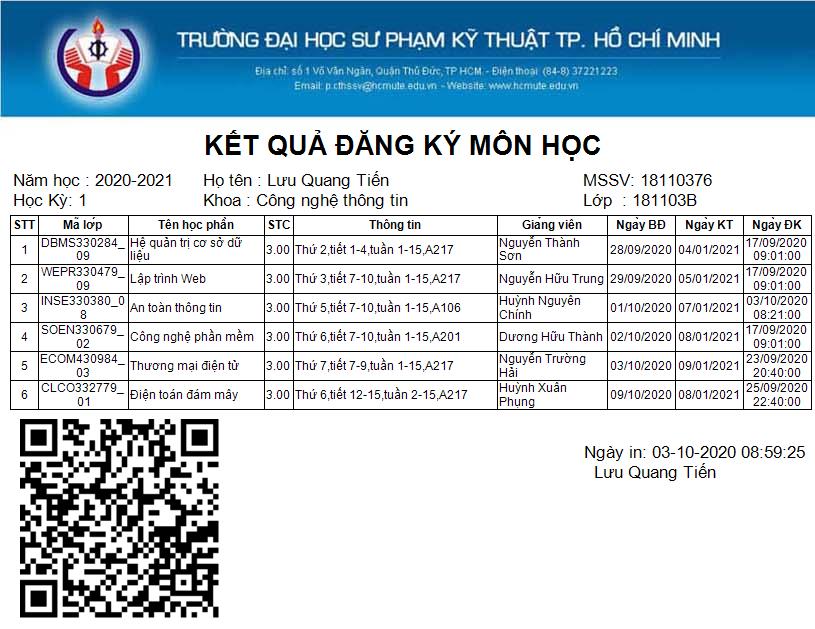 TRƯỜNG ĐẠI HỌC SƯ PHẠM KỸ THUẬT TP. HỒ CHÍ MINH
Địa chỉ: số 1 Võ Văn Ngân, Quận Thủ Đức, TP HCM. - Điện thoại: (84-8) 37221223
Email: p.cthssv@hcmute.edu.vn - Website: www.hcmute.edu.vn
KẾT QUẢ ĐĂNG KÝ MÔN HỌC
Năm học : 2020-2021 Họ tên : Lưu Quang Tiến MSSV: 18110376
Học Kỳ: 1 Khoa : Công nghệ thông tin Lớp : 181103B
STT Mã lớp Tên học phần STC Thông tin Giảng viên Ngày BĐ Ngày KT Ngày ĐK
DBMS330284_ Hệ quản trị cơ sở dữ Nguyễn Thành 17/09/2020
1 3.00 Thứ 2,tiết 1-4,tuần 1-15,A217 28/09/2020 04/01/2021
09 liệu Sơn 09:01:00
WEPR330479_ 17/09/2020
2 Lập trình Web 3.00 Thứ 3,tiết 7-10,tuần 1-15,A217 Nguyễn Hữu Trung 29/09/2020 05/01/2021
09 09:01:00
INSE330380_0 Huỳnh Nguyên 03/10/2020
3 An toàn thông tin 3.00 Thứ 5,tiết 7-10,tuần 1-15,A106 01/10/2020 07/01/2021
8 Chính 08:21:00
SOEN330679_ 17/09/2020
4 Công nghệ phần mềm 3.00 Thứ 6,tiết 7-10,tuần 1-15,A201 Dương Hữu Thành 02/10/2020 08/01/2021
02 09:01:00
ECOM430984_ Nguyễn Trường 23/09/2020
5 Thương mại điện tử 3.00 Thứ 7,tiết 7-9,tuần 1-15,A217 03/10/2020 09/01/2021
03 Hải 20:40:00
CLCO332779_ Huỳnh Xuân 25/09/2020
6 Điện toán đám mây 3.00 Thứ 6,tiết 12-15,tuần 2-15,A217 09/10/2020 08/01/2021
01 Phụng 22:40:00
Ngày in: 03-10-2020 08:59:25
Lưu Quang Tiến